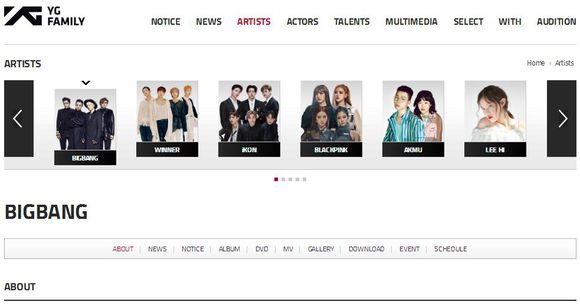 YG
FAMILY
NOTICE NEWS ARTISTS ACTORS TALENTS MULTIMEDIA SELECT WITH AUDITION
ARTISTS
Home › Artists
BIGBANG WINNER iKON BLACKPINK AKMU LEE HI
BIGBANG
ABOUT | NEWS | NOTICE | ALBUM | DVD | MV | GALLERY | DOWNLOAD | EVENT | SCHEDULE
ABOUT